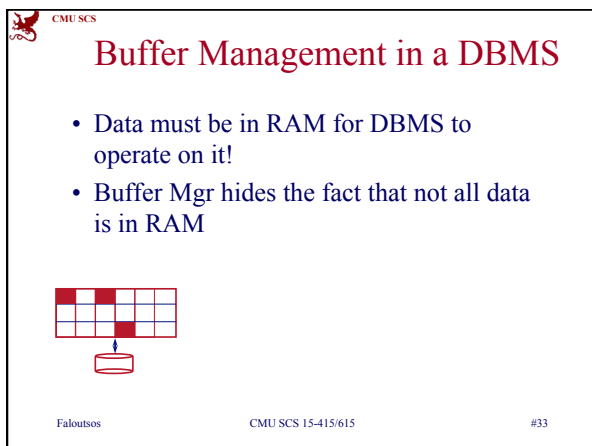 CMU SCS
Buffer Management in a DBMS
• Data must be in RAM for DBMS to
operate on it!
• Buffer Mgr hides the fact that not all data
is in RAM
Faloutsos CMU SCS 15-415/615 #33